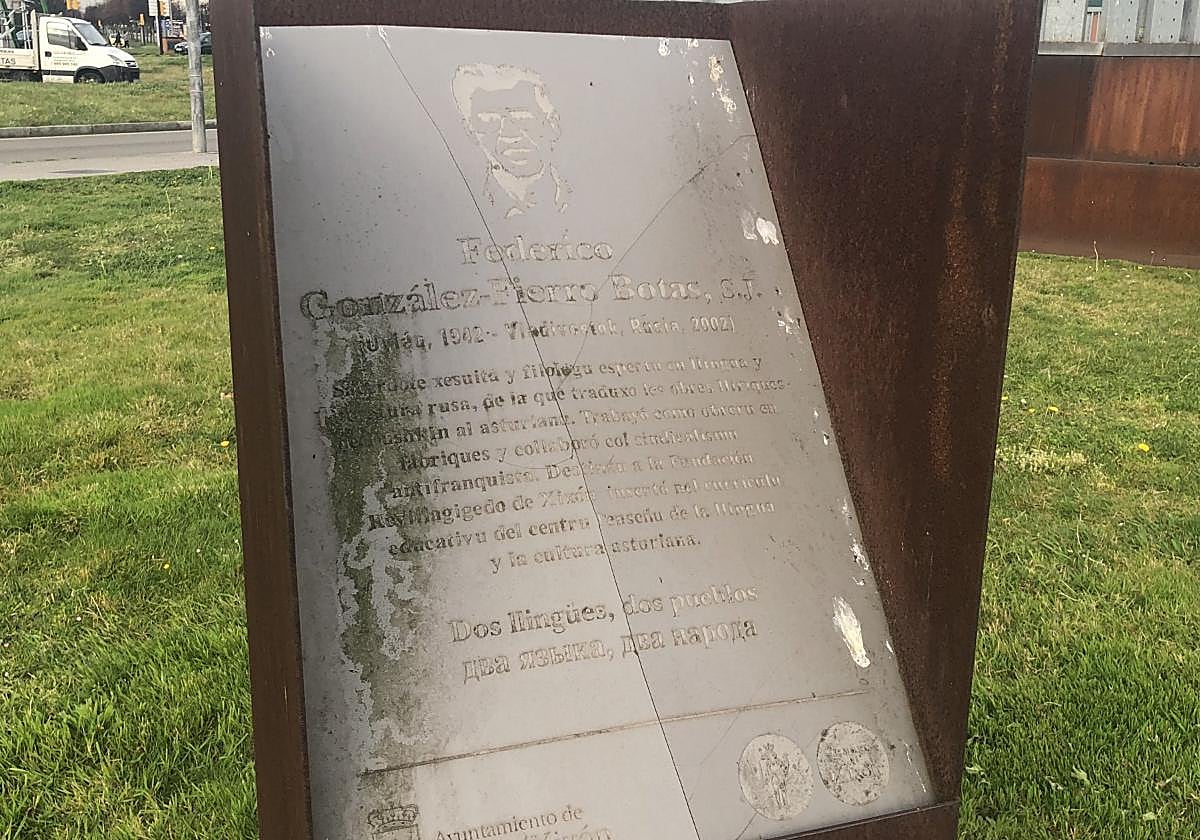 Federico
González-Fierro Botas, S.J.
(Uviéu, 1942 - Vladivostok, Rusia, 2002)
Sacerdote xesuita y filólogu espertu en llingua y
lliteratura rusa, de la que traduxo les obres llíriques
de Pushkin al asturianu. Trabayó como obreru en
fábriques y collaboró col sindicalismu
antifranquista. Destináu a la Fundación
Revillagigedo de Xixón, inxertó nel currículu
educativu del centru l'enseñu de la llingua
y la cultura asturiana.
Dos llingües, dos pueblos
два языка, два народа
Ayuntamiento de